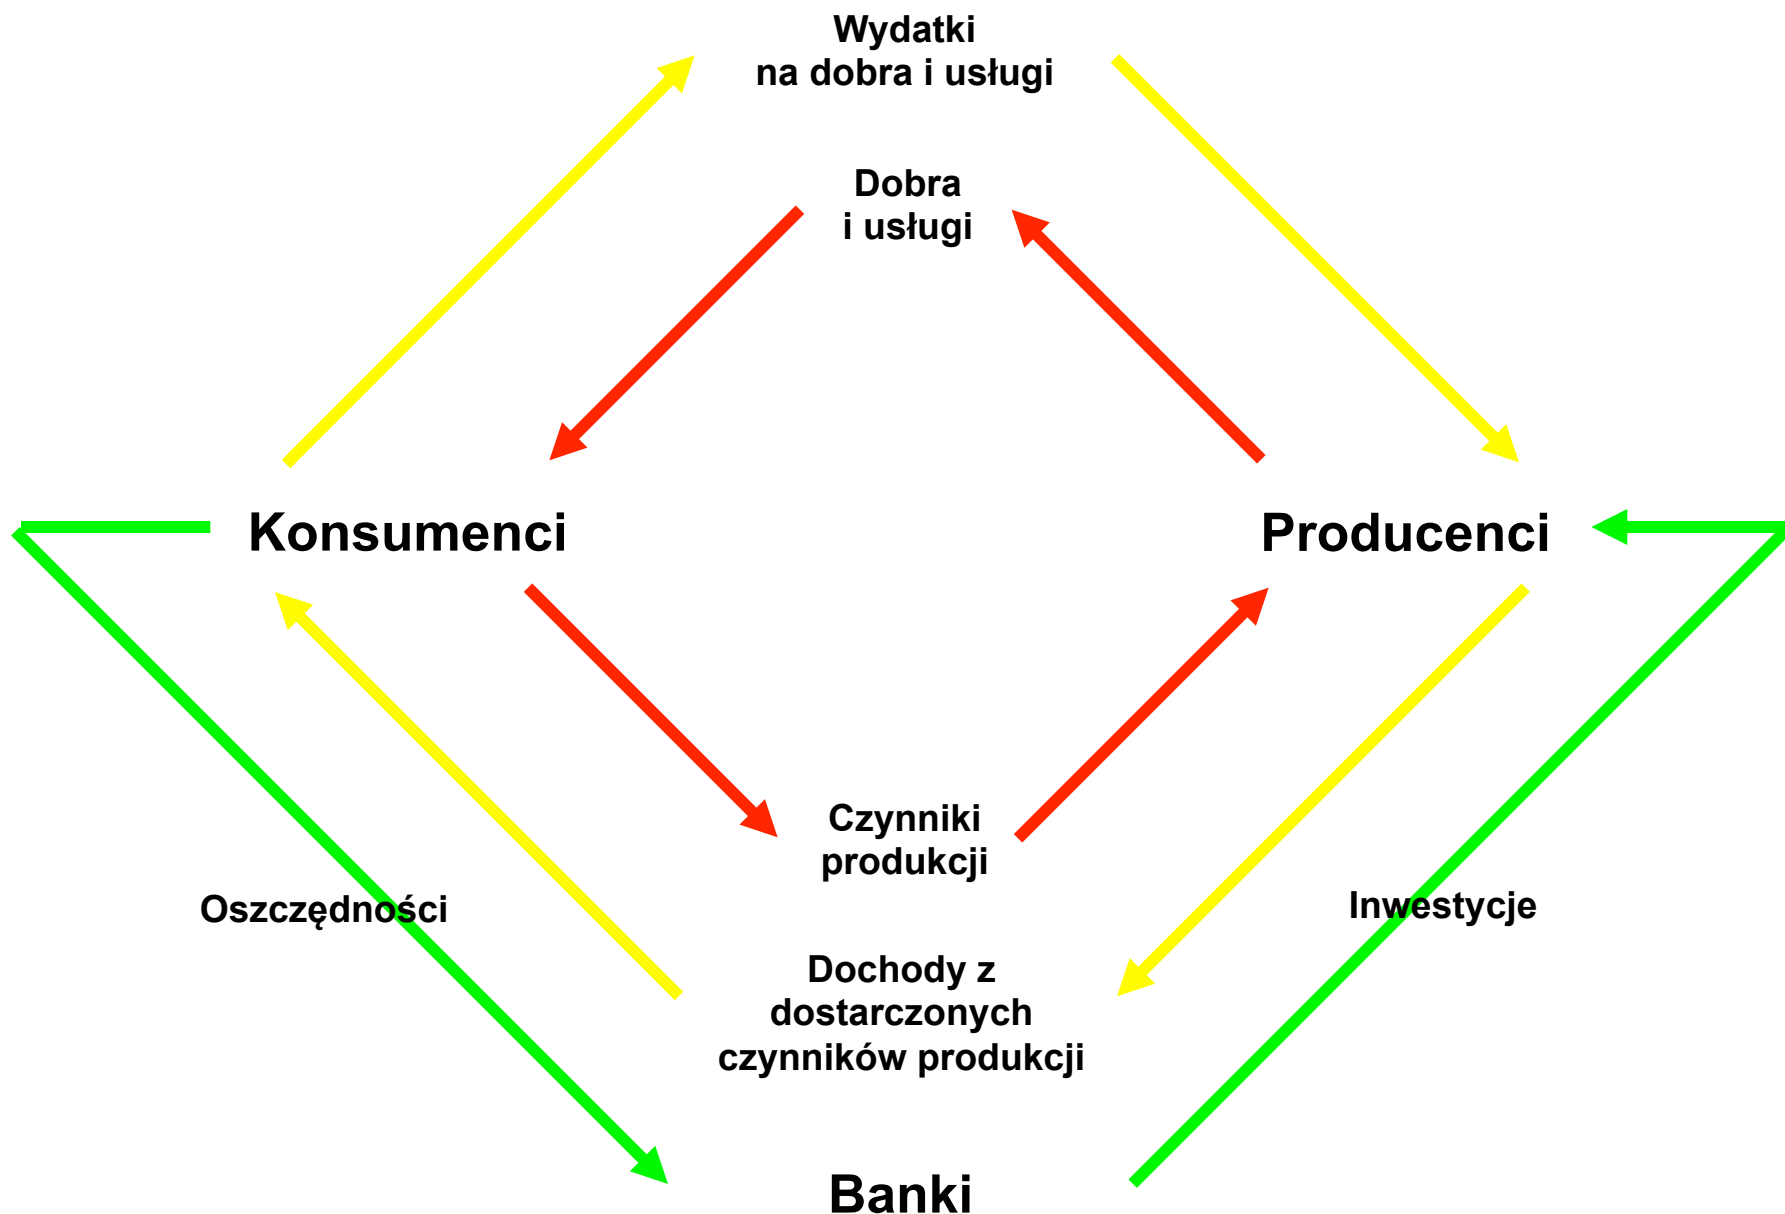 Wydatki
na dobra i usługi
Dobra
i usługi
Konsumenci
Producenci
Czynniki
produkcji
Oszczędności
Inwestycje
Dochody z
dostarczonych
czynników produkcji
Banki